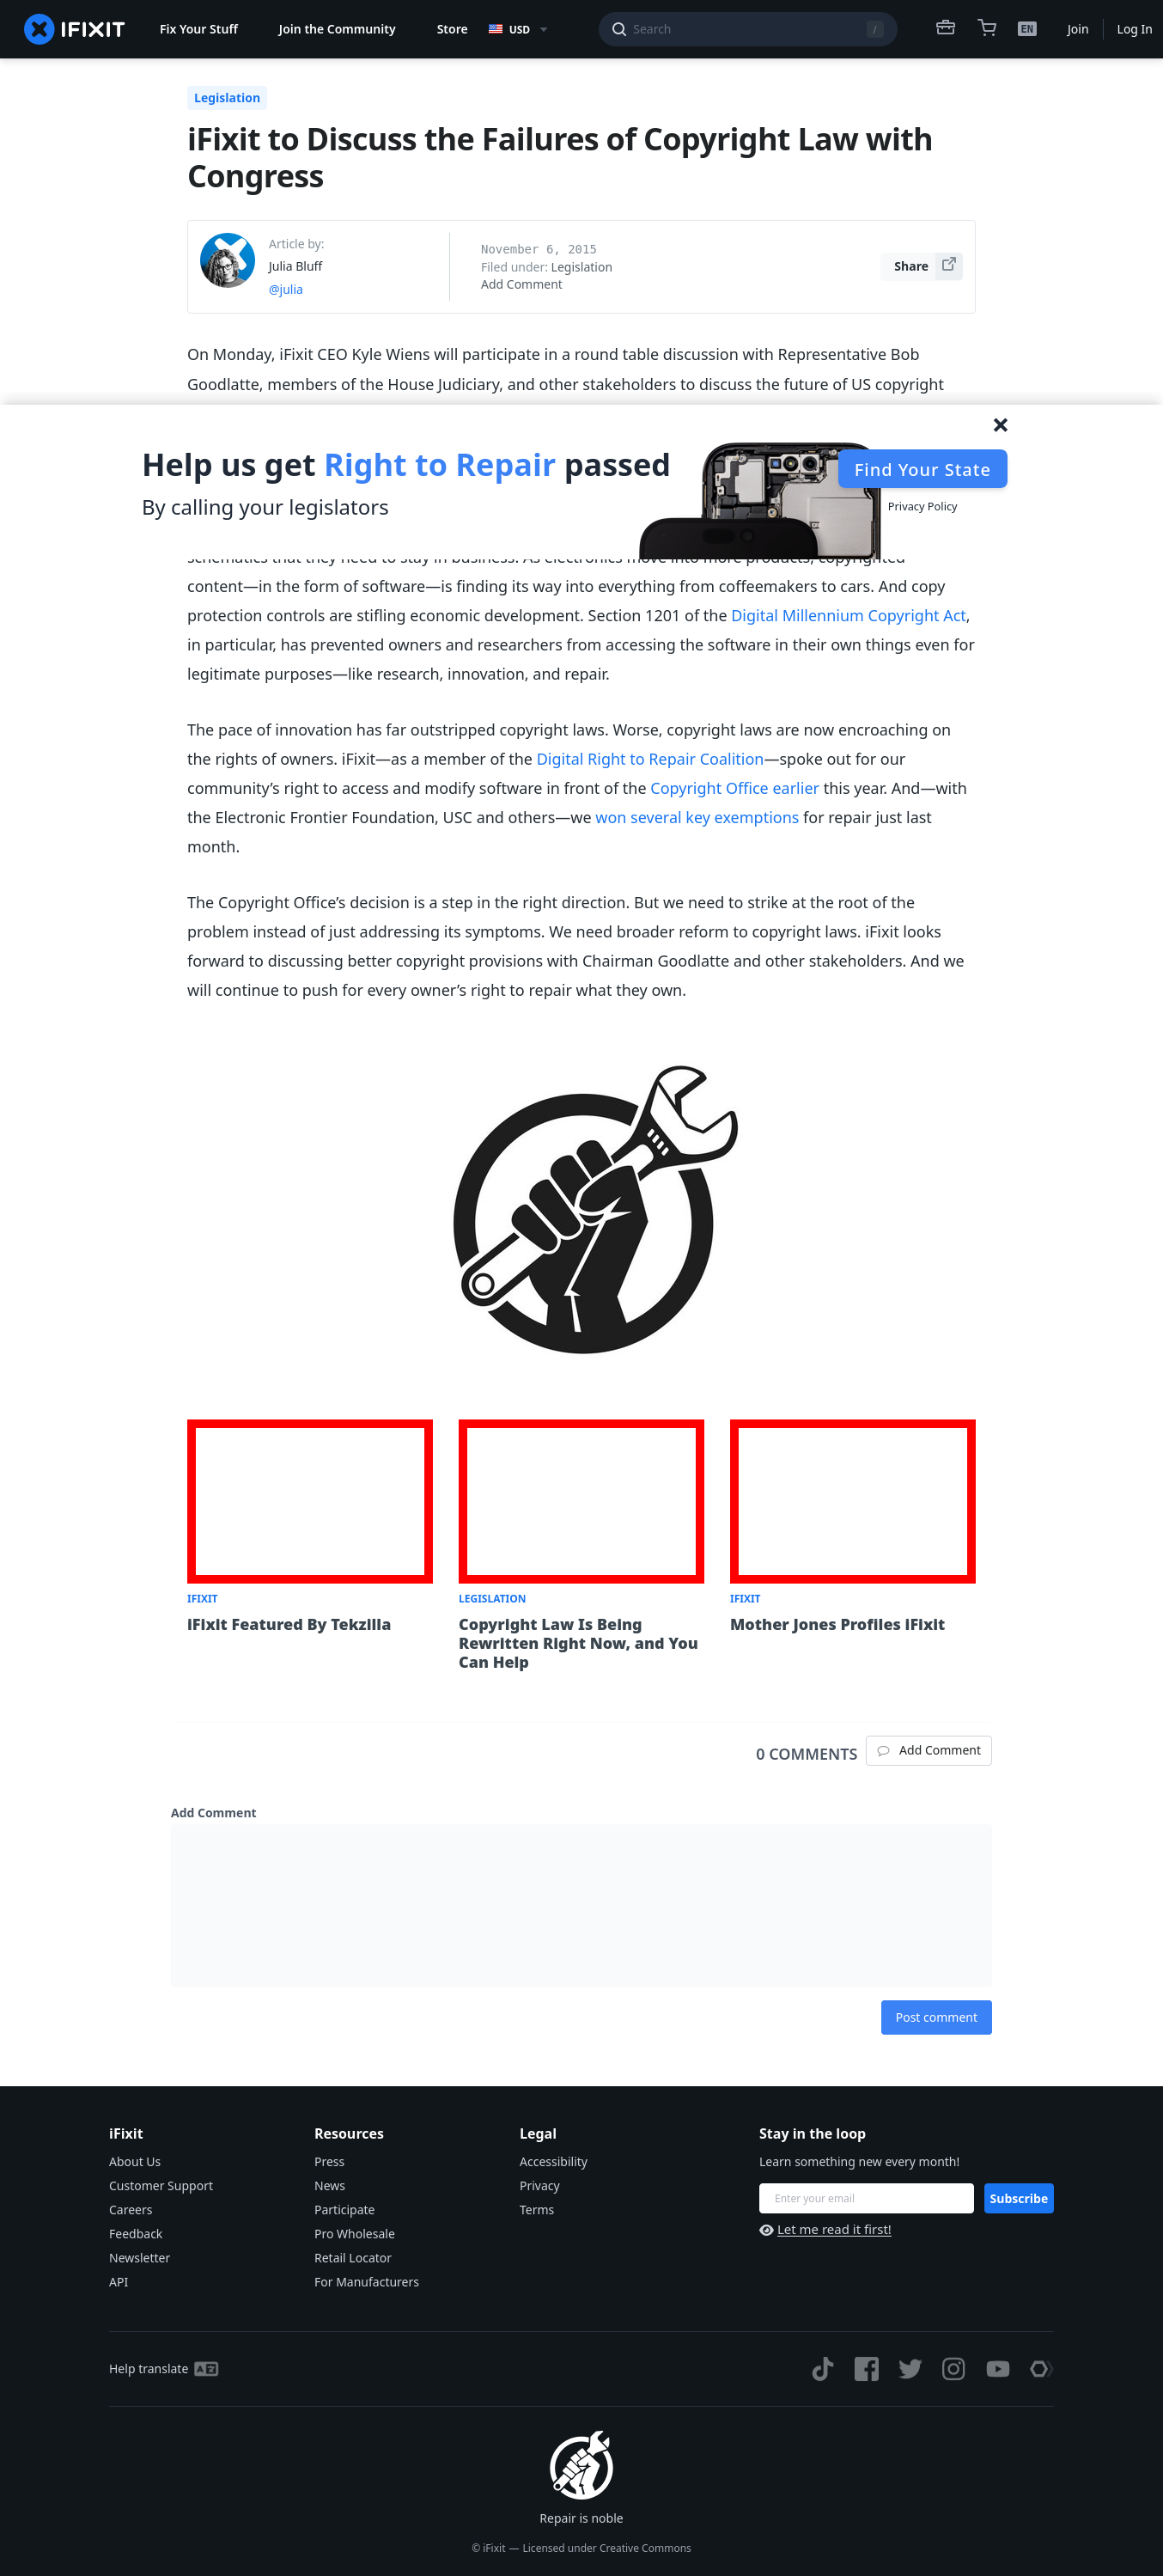 IFIXIT
Fix Your Stuff
Join the Community
Store
USD
Search
/
EN
Join
Log In
Legislation
iFixit to Discuss the Failures of Copyright Law with
Congress
Article by:
Julia Bluff
@julia
November 6, 2015
Filed under: Legislation
Add Comment
Share
On Monday, iFixit CEO Kyle Wiens will participate in a round table discussion with Representative Bob
Goodlatte, members of the House Judiciary, and other stakeholders to discuss the future of US copyright
Help us get Right to Repair passed
By calling your legislators
Find Your State
Privacy Policy
schematics that they need to stay in business. As electronics move into more products, copyrighted
content—in the form of software—is finding its way into everything from coffeemakers to cars. And copy
protection controls are stifling economic development. Section 1201 of the Digital Millennium Copyright Act,
in particular, has prevented owners and researchers from accessing the software in their own things even for
legitimate purposes—like research, innovation, and repair.
The pace of innovation has far outstripped copyright laws. Worse, copyright laws are now encroaching on
the rights of owners. iFixit—as a member of the Digital Right to Repair Coalition—spoke out for our
community’s right to access and modify software in front of the Copyright Office earlier this year. And—with
the Electronic Frontier Foundation, USC and others—we won several key exemptions for repair just last
month.
The Copyright Office’s decision is a step in the right direction. But we need to strike at the root of the
problem instead of just addressing its symptoms. We need broader reform to copyright laws. iFixit looks
forward to discussing better copyright provisions with Chairman Goodlatte and other stakeholders. And we
will continue to push for every owner’s right to repair what they own.
IFIXIT
iFixit Featured By Tekzilla
LEGISLATION
Copyright Law Is Being
Rewritten Right Now, and You
Can Help
IFIXIT
Mother Jones Profiles iFixit
0 COMMENTS
Add Comment
Add Comment
Post comment
iFixit
About Us
Customer Support
Careers
Feedback
Newsletter
API
Resources
Press
News
Participate
Pro Wholesale
Retail Locator
For Manufacturers
Legal
Accessibility
Privacy
Terms
Stay in the loop
Learn something new every month!
Enter your email
Subscribe
Let me read it first!
Help translate
Repair is noble
© iFixit — Licensed under Creative Commons